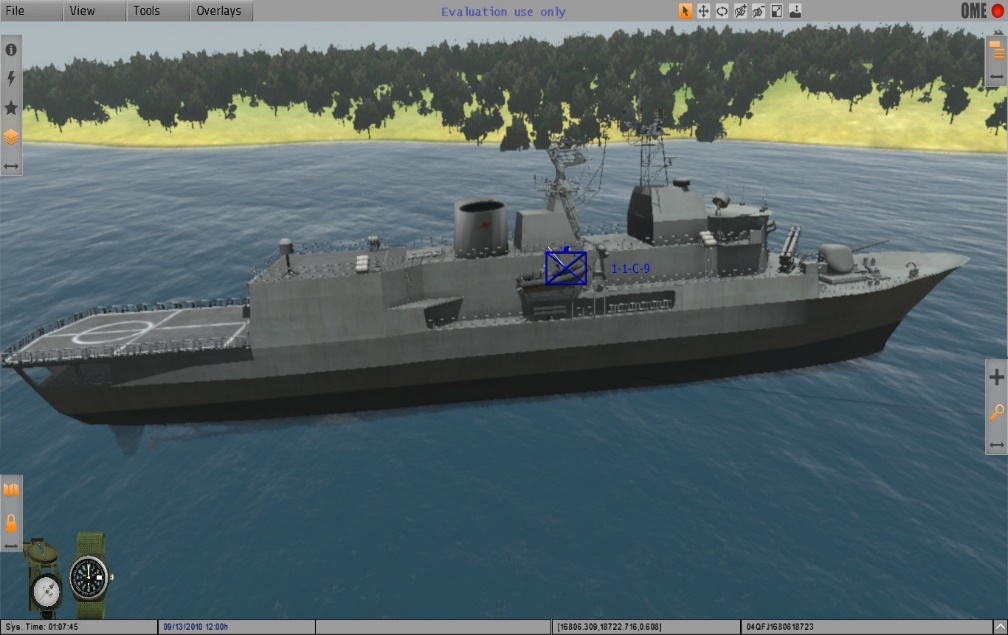 File View Tools Overlays Evaluation use only OME
1-1-C-9
Sys. Time: 01:07:45 09/13/2010 12:00h [16806.309,18722.716,0.608] 04QFJ1680618723